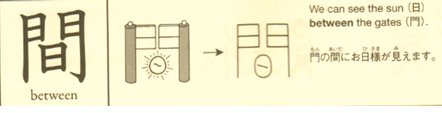 間
between
We can see the sun (日)
between the gates (門).
門の間にお日様が見えます。
もん あいだ ひ さま み